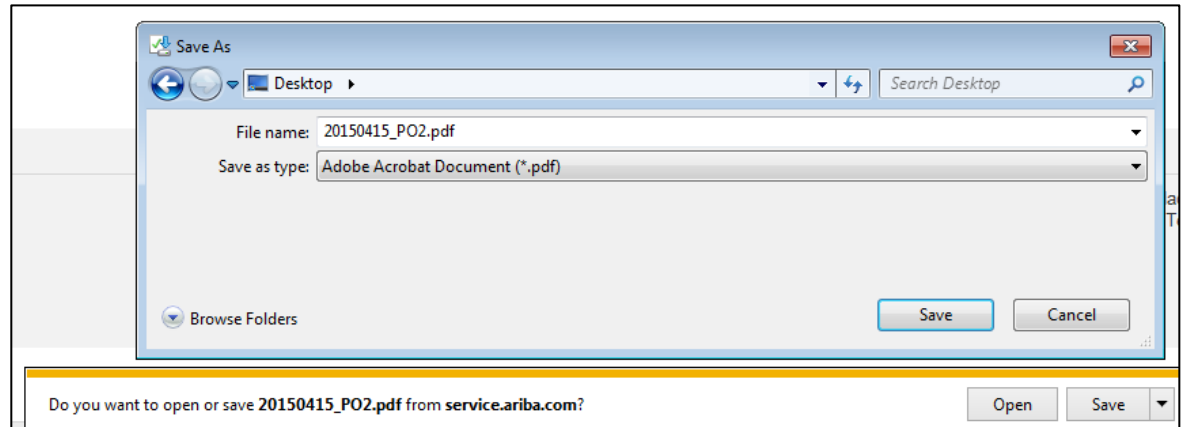 Save As
Desktop
Search Desktop
File name: 20150415_PO2.pdf
Save as type: Adobe Acrobat Document (*.pdf)
Browse Folders Save Cancel
Do you want to open or save 20150415_PO2.pdf from service.ariba.com? Open Save